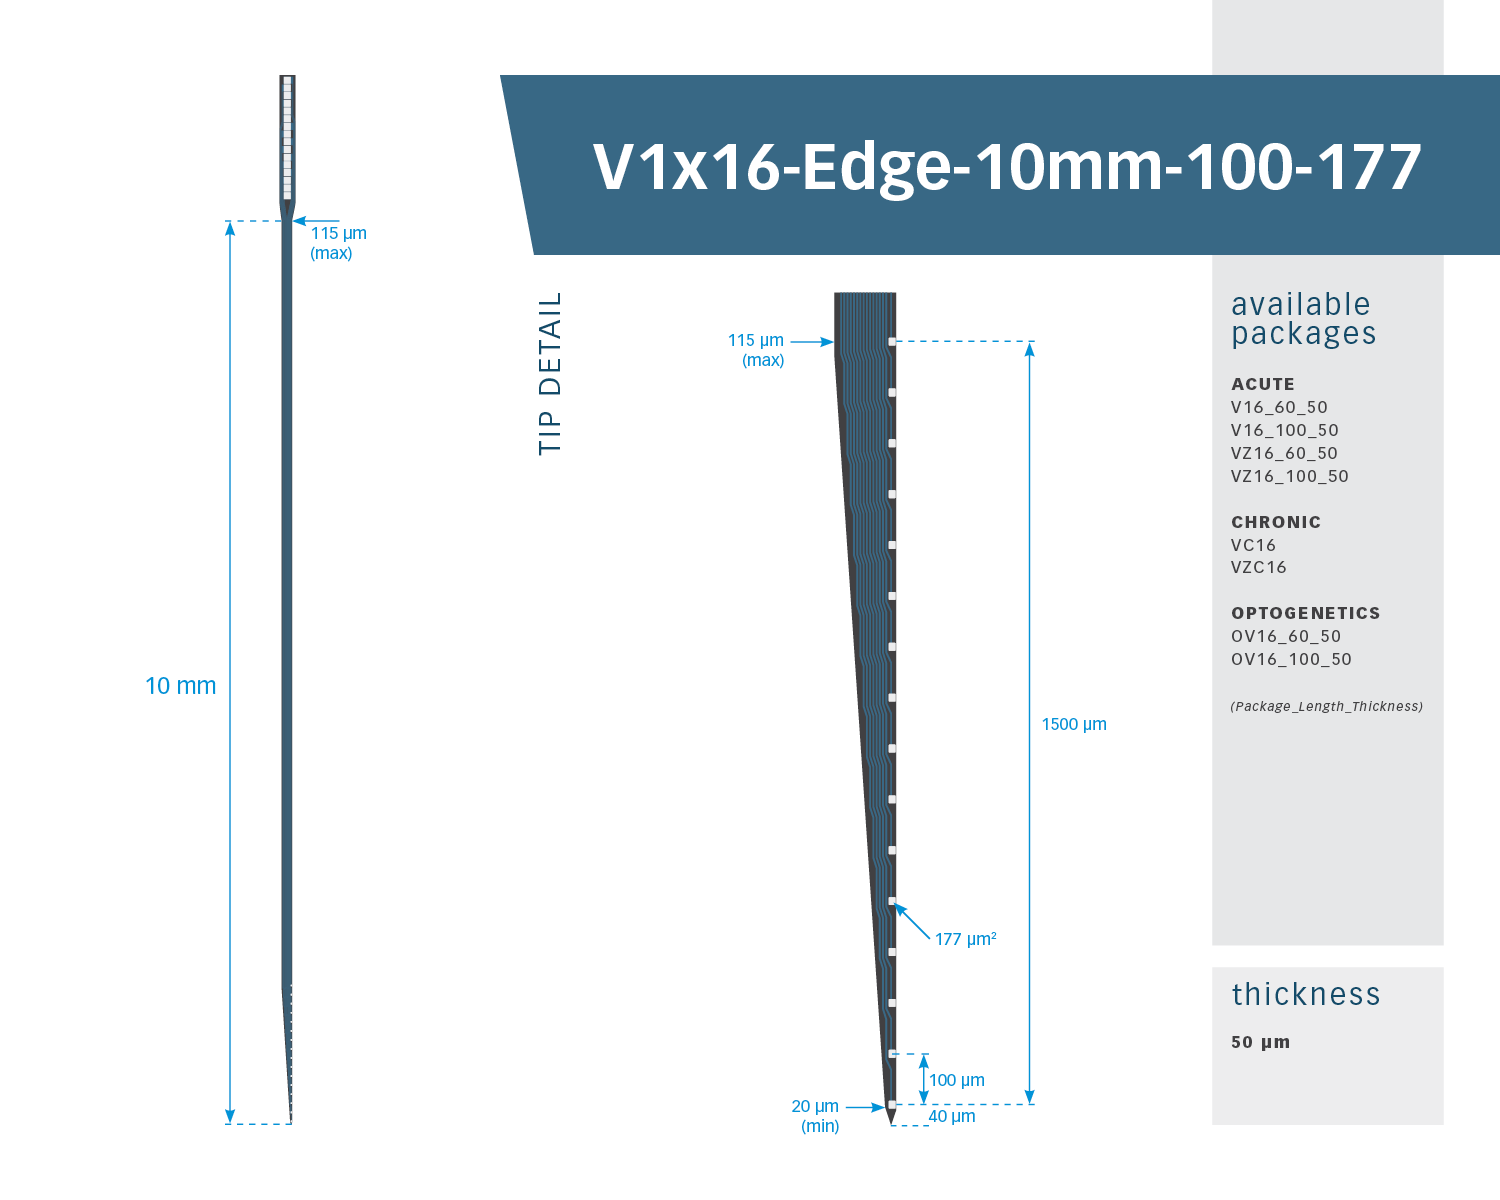 V1x16-Edge-10mm-100-177
115 µm
(max)
10 mm
TIP DETAIL
115 µm
(max)
1500 µm
177 µm²
100 µm
20 µm
(min)
40 µm
available
packages
ACUTE
V16_60_50
V16_100_50
VZ16_60_50
VZ16_100_50
CHRONIC
VC16
VZC16
OPTOGENETICS
OV16_60_50
OV16_100_50
(Package_Length_Thickness)
thickness
50 µm